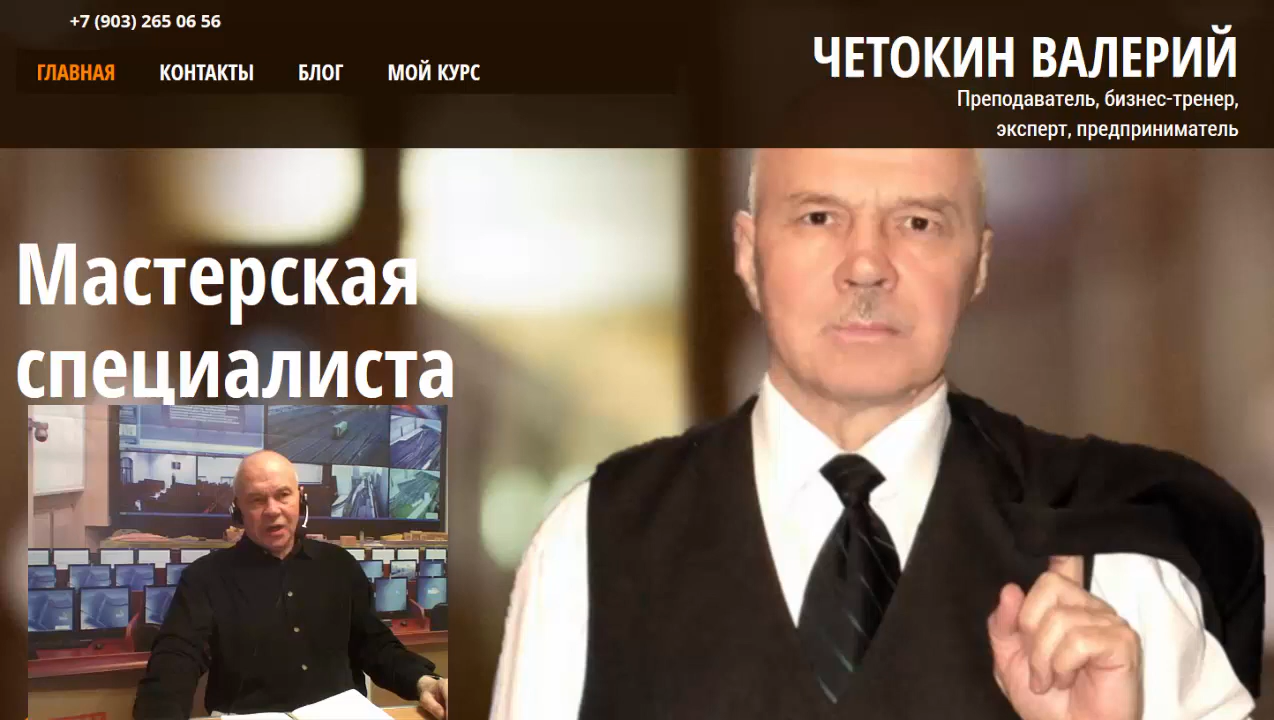 +7 (903) 265 06 56
ГЛАВНАЯ КОНТАКТЫ БЛОГ МОЙ КУРС
ЧЕТОКИН ВАЛЕРИЙ
Преподаватель, бизнес-тренер,
эксперт, предприниматель
Мастерская
специалиста